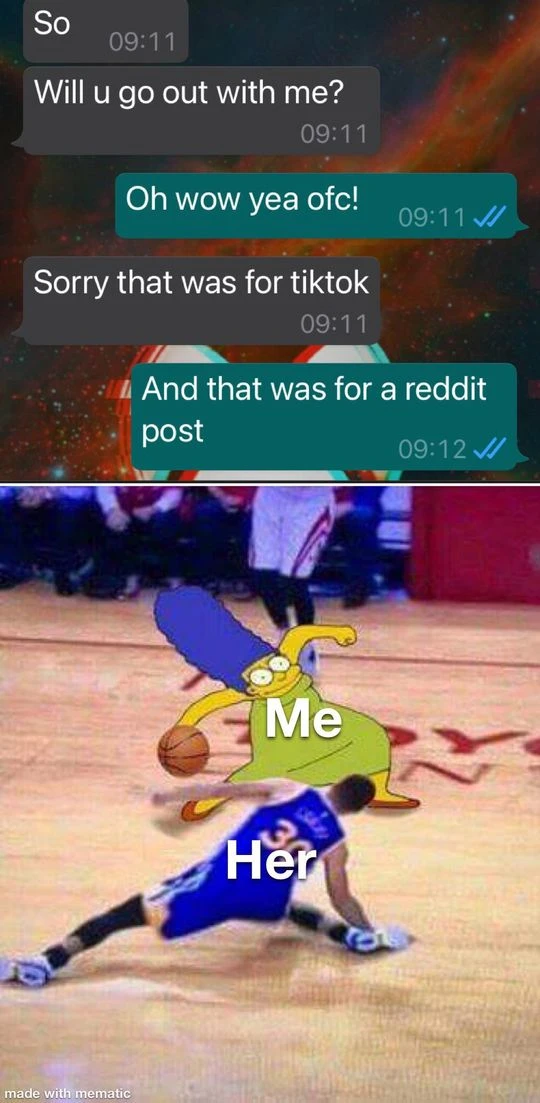 So
09:11
Will u go out with me?
09:11
Oh wow yea ofc!
09:11
Sorry that was for tiktok
09:11
And that was for a reddit
post
09:12
Me
30
Her
made with mematic